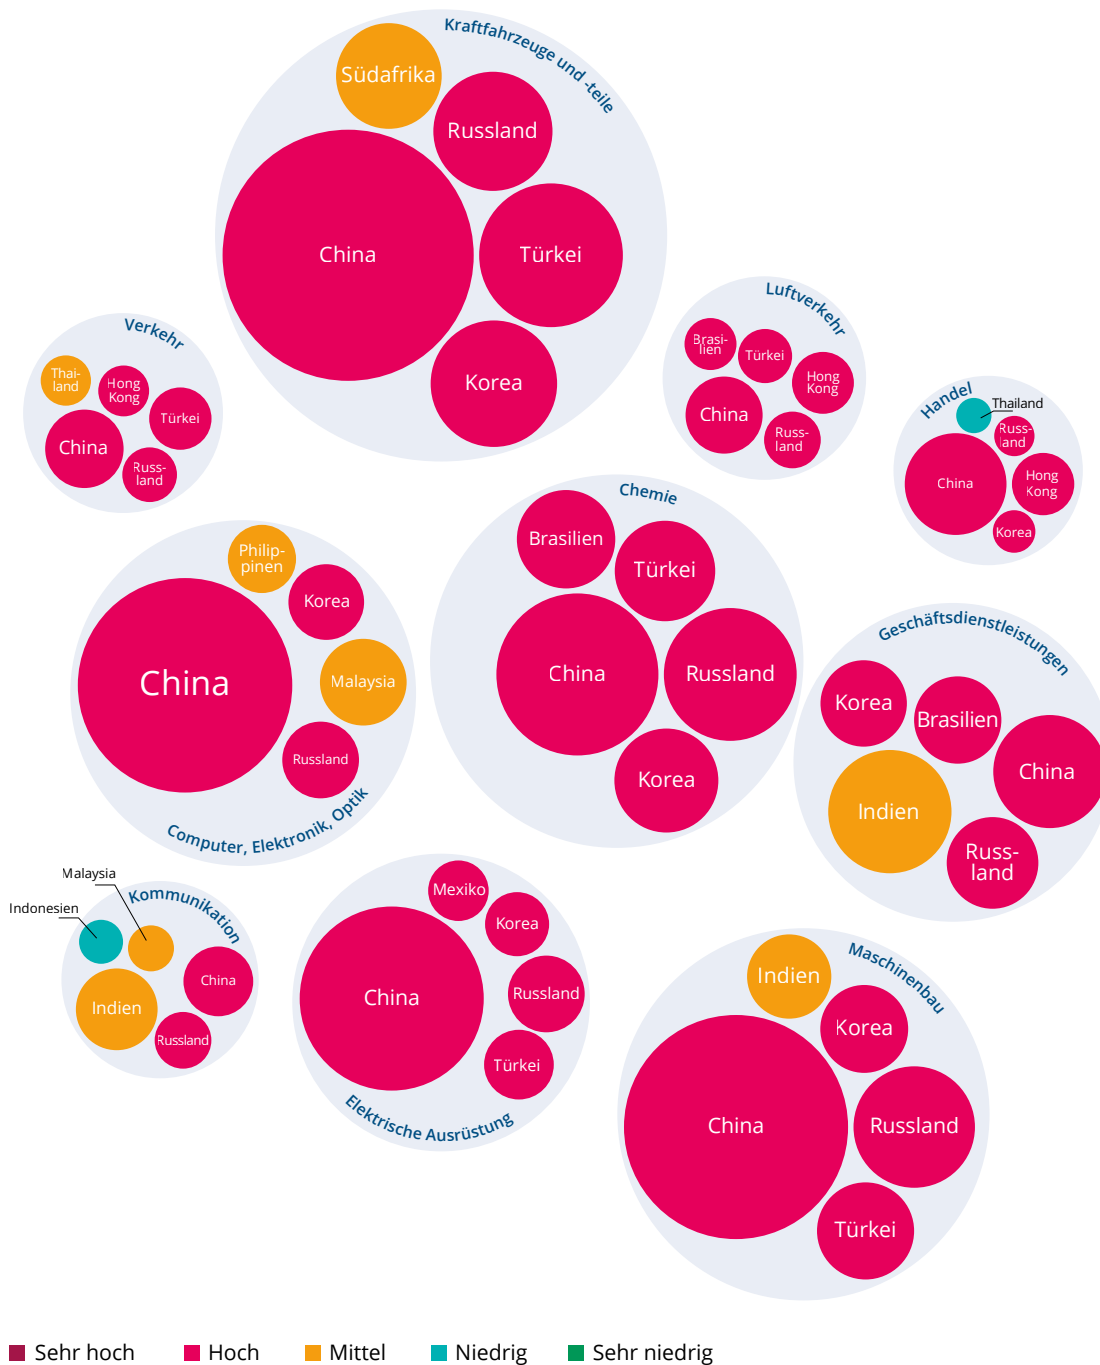 Kraftfahrzeuge und -teile
Südafrika
Russland
China
Türkei
Korea
Verkehr
Thai-
land
Hong
Kong
Türkei
China
Russ-
land
Luftverkehr
Brasi-
lien
Türkei
Hong
Kong
China
Russ-
land
Handel
Thailand
Russ-
land
China
Hong
Kong
Korea
Chemie
Brasilien
Türkei
China
Russland
Korea
Philip-
pinen
Korea
China
Malaysia
Russland
Computer, Elektronik, Optik
Geschäftsdienstleistungen
Korea
Brasilien
China
Indien
Russ-
land
Malaysia
Kommunikation
Indonesien
China
Indien
Russland
Mexiko
Korea
China
Russland
Türkei
Elektrische Ausrüstung
Maschinenbau
Indien
Korea
China
Russland
Türkei
Sehr hoch
Hoch
Mittel
Niedrig
Sehr niedrig